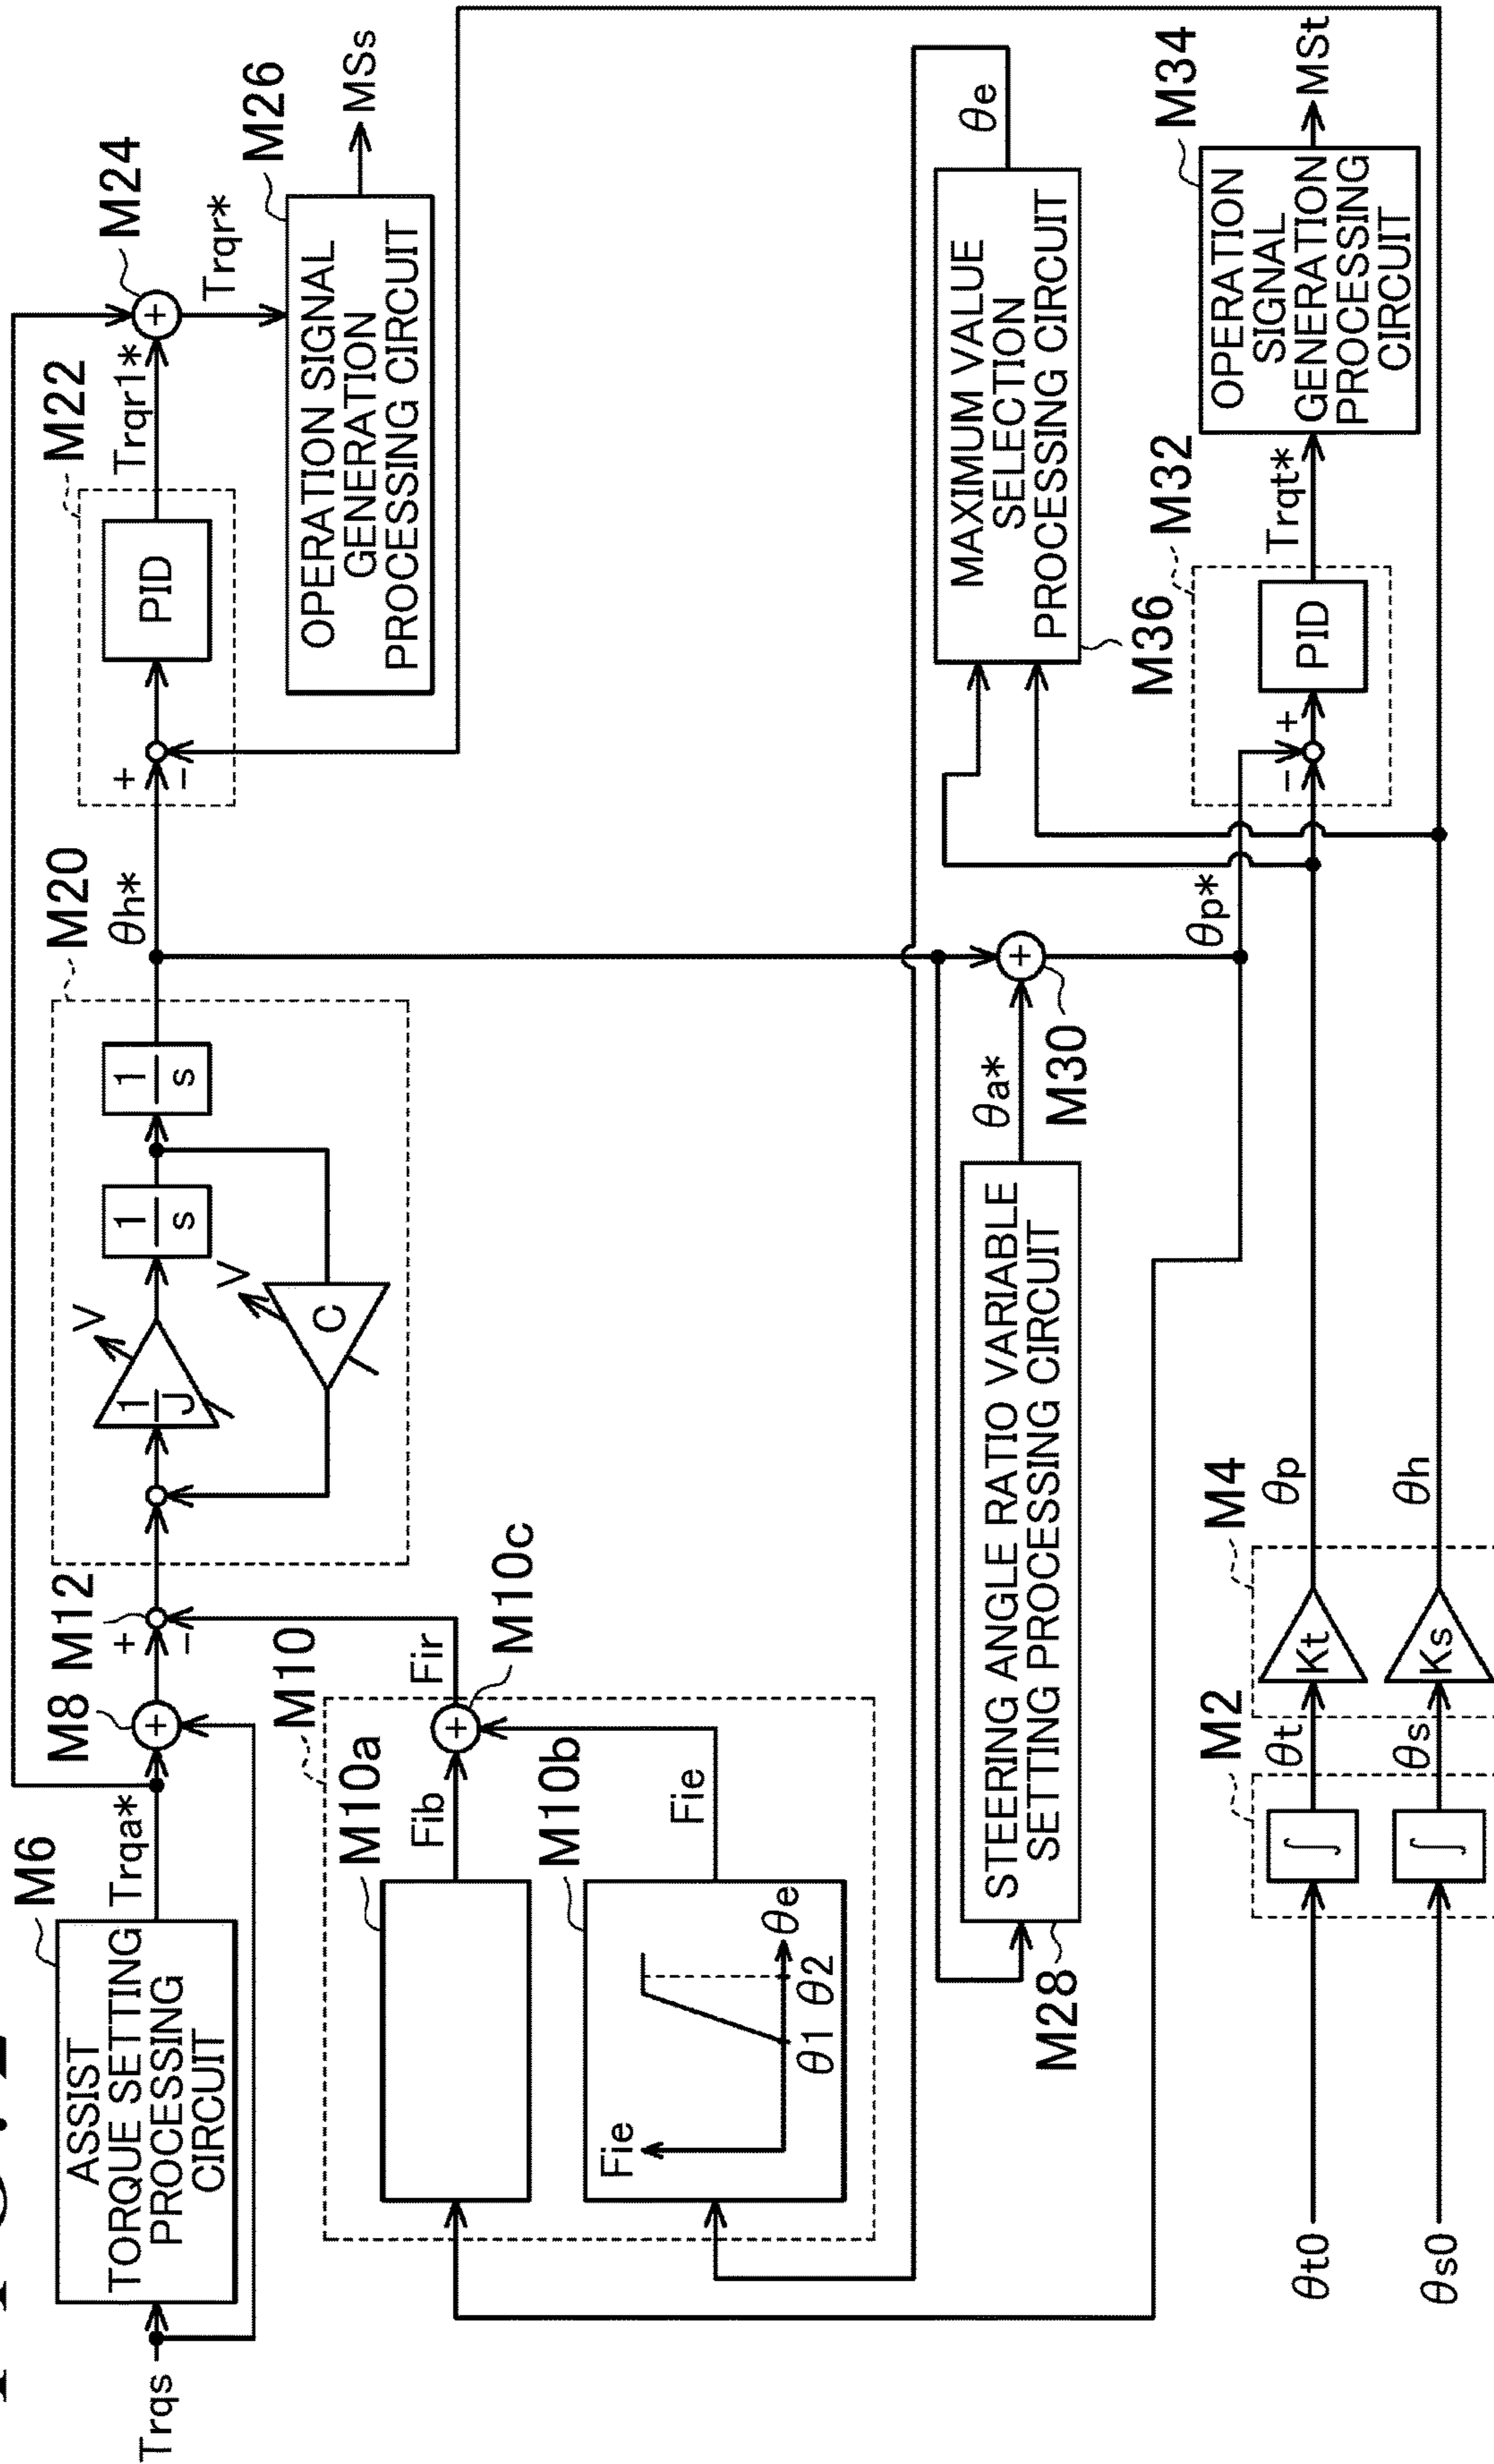 Trqs
M6
ASSIST
TORQUE SETTING
PROCESSING
CIRCUIT
Trqa*
M8
+
M12
+
−
M20
1
J
V
1
s
1
s
C
V
θh*
M22
+
−
PID
Trqr1*
M24
+
Trqr*
M26
OPERATION SIGNAL
GENERATION
PROCESSING CIRCUIT
MSs
M10
M10a
Fib
M10b
Fie
θe
θ1
θ2
Fie
M10c
+
Fir
M28
STEERING ANGLE RATIO VARIABLE
SETTING PROCESSING CIRCUIT
θa*
M30
+
θp*
M36
MAXIMUM VALUE
SELECTION
PROCESSING CIRCUIT
θe
M32
−
+
PID
Trqt*
M34
OPERATION
SIGNAL
GENERATION
PROCESSING
CIRCUIT
MSt
θt0
M2
∫
θt
M4
Kt
θp
θs0
∫
θs
Ks
θh